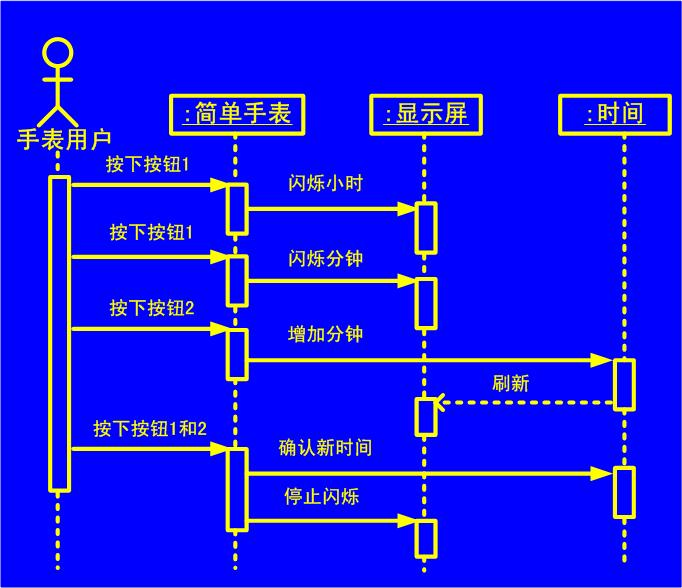 手表用户
:简单手表
:显示屏
:时间
按下按钮1
闪烁小时
按下按钮1
闪烁分钟
按下按钮2
增加分钟
刷新
按下按钮1和2
确认新时间
停止闪烁